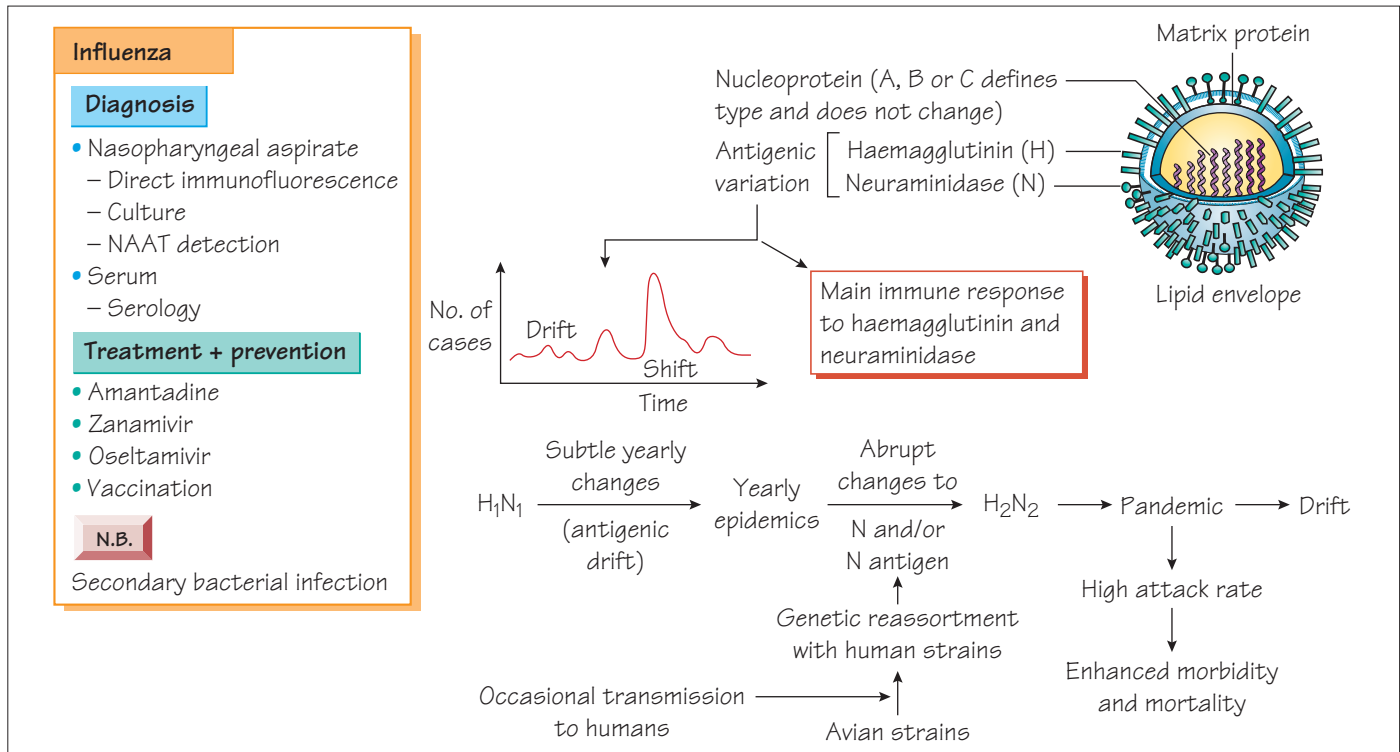 Influenza
Diagnosis
• Nasopharyngeal aspirate
– Direct immunofluorescence
– Culture
– NAAT detection
• Serum
– Serology
Treatment + prevention
• Amantadine
• Zanamivir
• Oseltamivir
• Vaccination
N.B.
Secondary bacterial infection
Matrix protein
Nucleoprotein (A, B or C defines
type and does not change)
Antigenic
variation
Haemagglutinin (H)
Neuraminidase (N)
Lipid envelope
No. of
cases
Drift
Shift
Time
Main immune response
to haemagglutinin and
neuraminidase
H₁N₁
Subtle yearly
changes
(antigenic
drift)
Yearly
epidemics
Abrupt
changes to
N and/or
N antigen
H₂N₂
Pandemic
Drift
High attack rate
Enhanced morbidity
and mortality
Genetic reassortment
with human strains
Occasional transmission
to humans
Avian strains